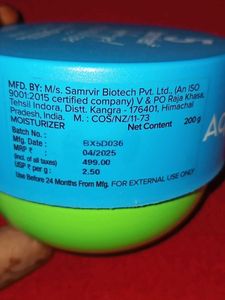 MFD. BY: M/s. Samrvir Biotech Pvt. Ltd., (An ISO
9001:2015 certified company) V & PO Raja Khasa,
Tehsil Indora, Distt. Kangra - 176401, Himachal
Pradesh, India. M. : COS/NZ/11-73
MOISTURIZER Net Content 200 g
Batch No. : BX5D036
Mfg. Date : 04/2025
MRP ₹ : 499.00
(incl. of all taxes)
USP ₹ per g : 2.50
Use Before 24 Months From Mfg. FOR EXTERNAL USE ONLY